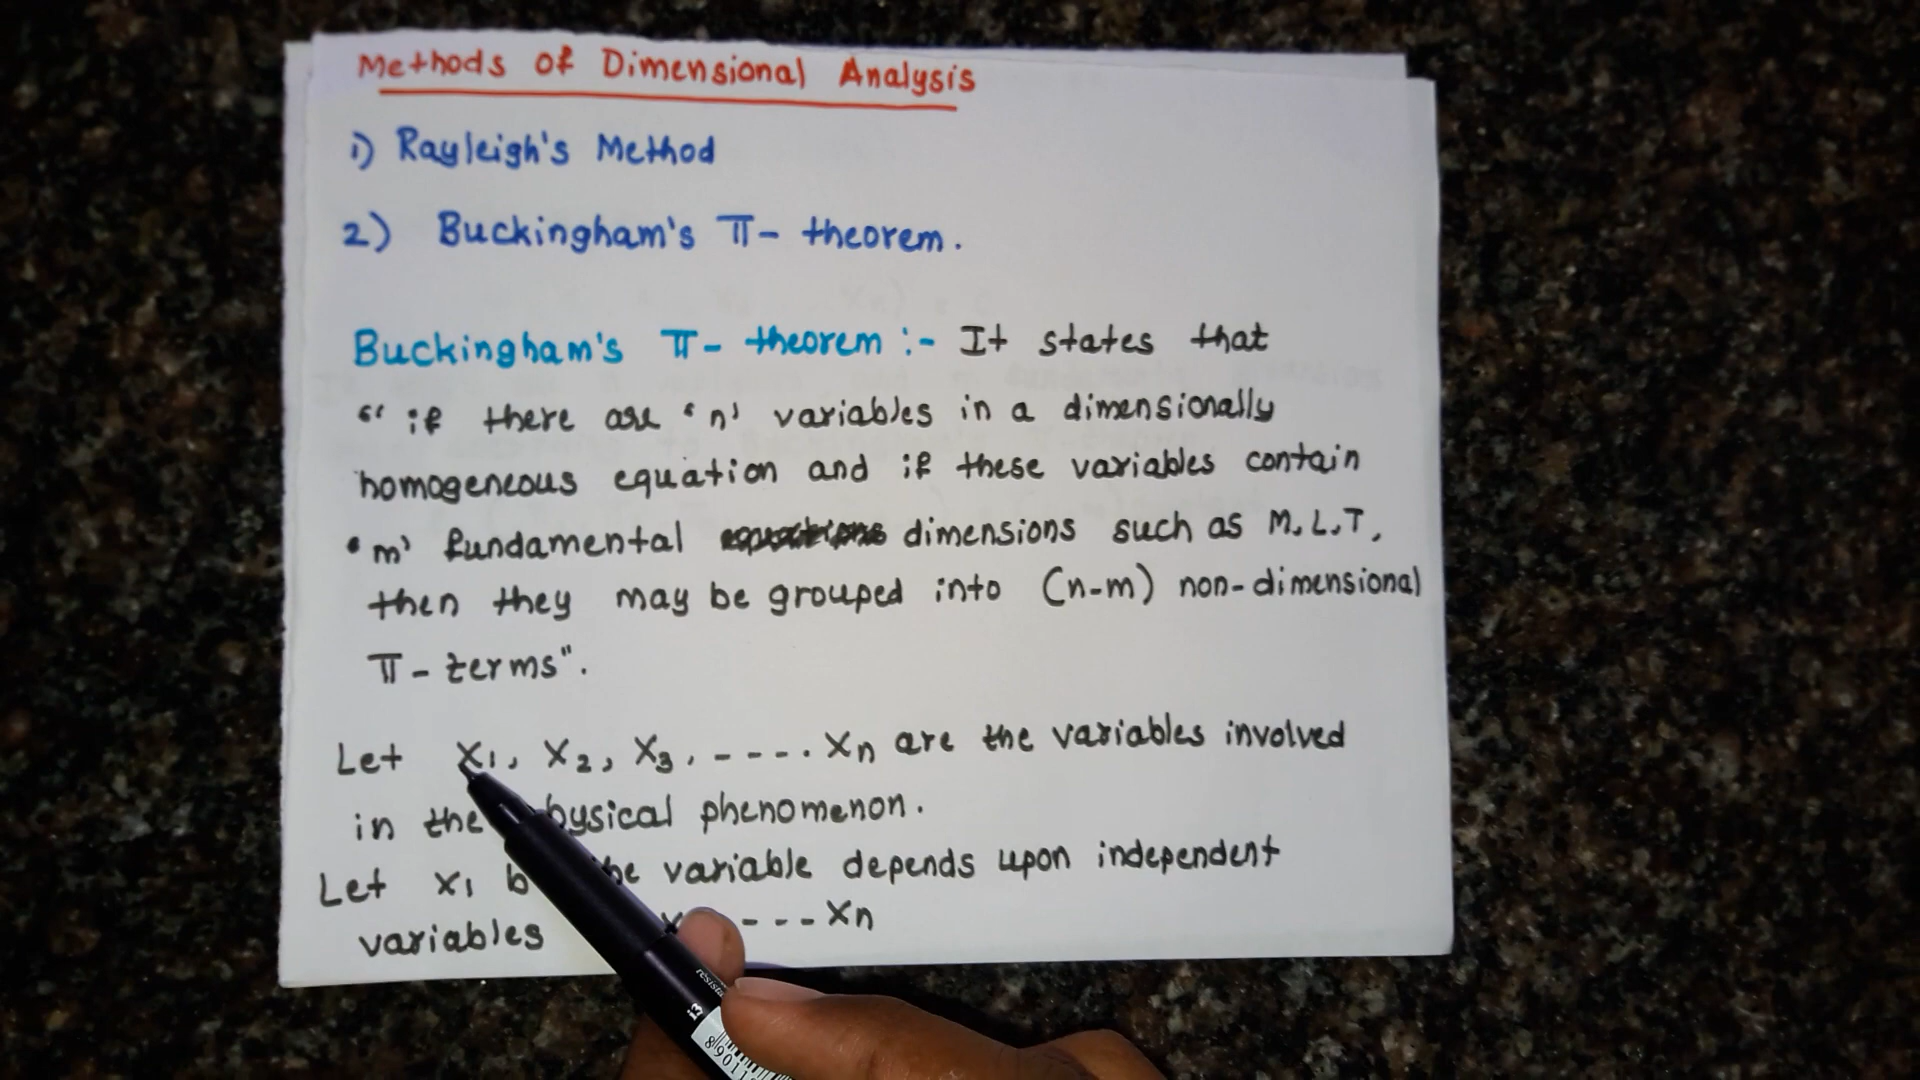 Methods of Dimensional Analysis
1) Rayleigh's Method
2) Buckingham's π- theorem.
Buckingham's π- theorem :- It states that
"if there are 'n' variables in a dimensionally
homogeneous equation and if these variables contain
'm' fundamental dimensions such as M.L.T,
then they may be grouped into (n-m) non-dimensional
π- terms".
Let X1, X2, X3, ---- Xn are the variables involved
in the physical phenomenon.
Let X1 be the variable depends upon independent
variables ---Xn
i3